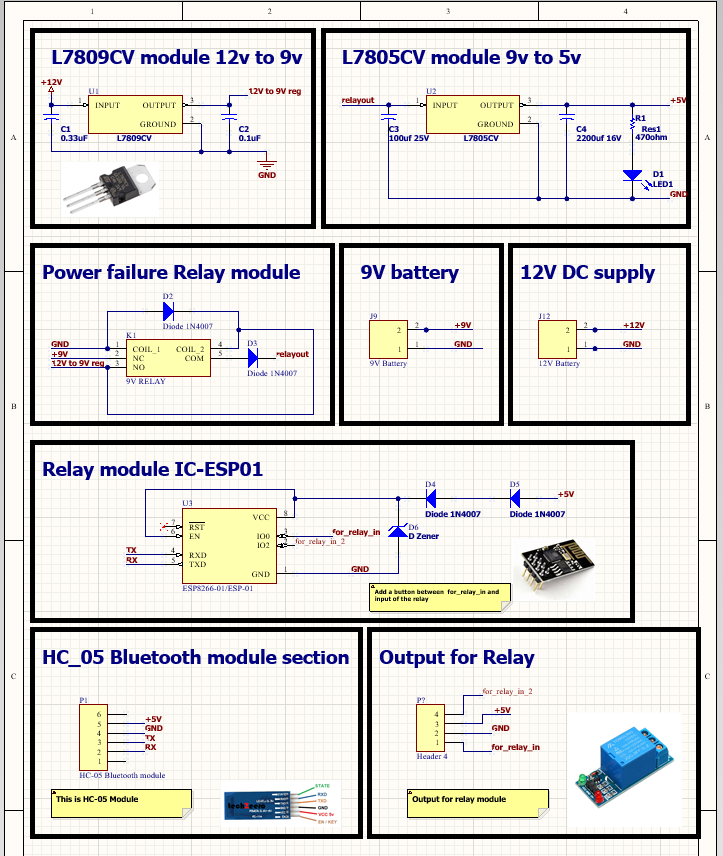 1 2 3 4
L7809CV module 12v to 9v
+12V
U1
12V to 9V reg
1 INPUT OUTPUT 3
GROUND 2
C1
0.33uF
L7809CV
C2
0.1uF
GND
L7805CV module 9v to 5v
relayout
U2
+5V
1 INPUT OUTPUT 3
GROUND 2
C3
100uF 25V
L7805CV
C4
2200uF 16V
R1
Res1
470ohm
D1
LED1
GND
A A
Power failure Relay module
D2
Diode 1N4007
K1
GND 1 COIL_1 COIL_2 4
+9V 2 NC COM 5
12V to 9V reg 3 NO
9V RELAY
D3
relayout
Diode 1N4007
9V battery
J9
2 2 +9V
1 1 GND
9V Battery
12V DC supply
J12
2 2 +12V
1 1 GND
12V Battery
B B
Relay module IC-ESP01
U3
VCC 8
7 RST
6 EN
IO0 3 for_relay_in
IO2 for_relay_in_2
TX 4 RXD
RX 5 TXD
GND 1 GND
ESP8266-01/ESP-01
D4
Diode 1N4007
D5
Diode 1N4007
+5V
D6
D Zener
Add a button between for_relay_in and
input of the relay
HC_05 Bluetooth module section
P1
6
5 +5V
4 GND
3 TX
2 RX
1
HC-05 Bluetooth module
This is HC-05 Module
STATE
RXD
TXD
GND
VCC 5v
EN / KEY
Output for Relay
P?
for_relay_in_2
4
3 +5V
2 GND
1 for_relay_in
Header 4
Output for relay module
C C